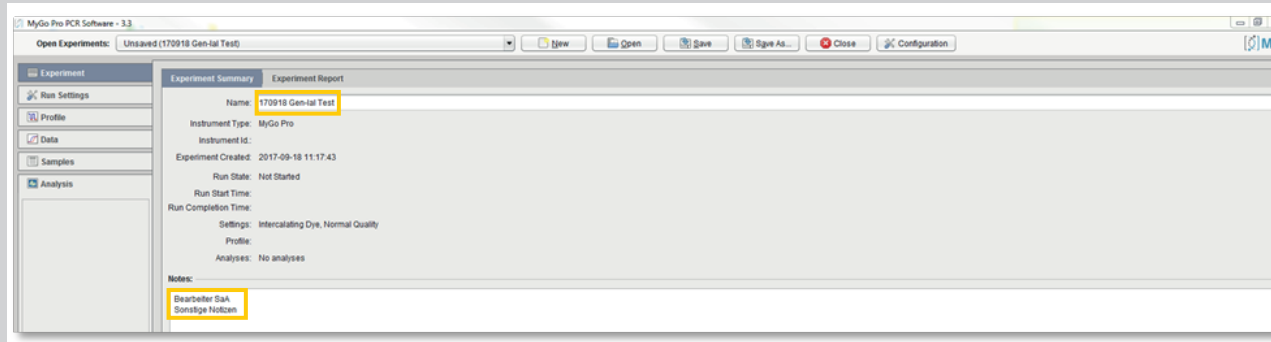 MyGo Pro PCR Software - 3.3
Open Experiments: Unsaved (170918 Gen-Ial Test) New Open Save Save As... Close Configuration M
Experiment
Run Settings
Profile
Data
Samples
Analysis
Experiment Summary Experiment Report
Name: 170918 Gen-Ial Test
Instrument Type: MyGo Pro
Instrument Id.:
Experiment Created: 2017-09-18 11:17:43
Run State: Not Started
Run Start Time:
Run Completion Time:
Settings: Intercalating Dye, Normal Quality
Profile:
Analyses: No analyses
Notes:
Bearbeiter SaA
Sonstige Notizen